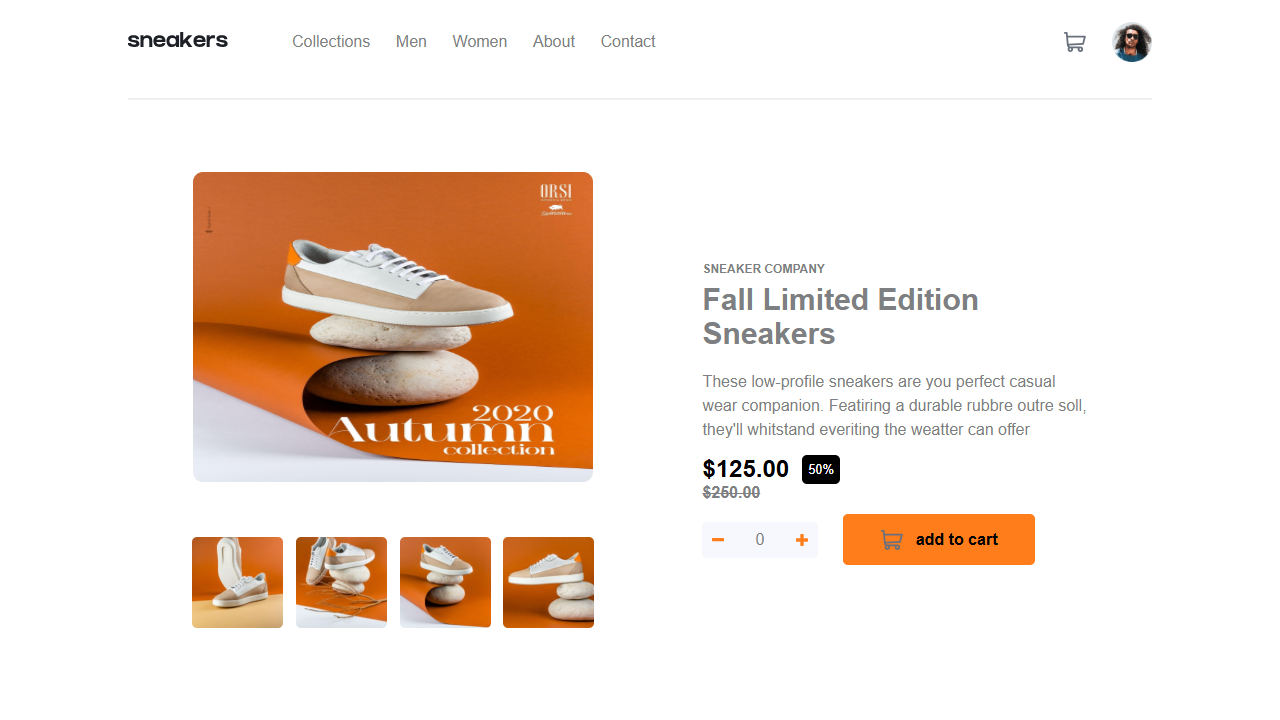 sneakers
Collections Men Women About Contact
ORSI
2020
Autumn
collection
SNEAKER COMPANY
Fall Limited Edition
Sneakers
These low-profile sneakers are you perfect casual
wear companion. Featiring a durable rubbre outre soll,
they'll whitstand everiting the weatter can offer
$125.00 50%
$250.00
0
add to cart